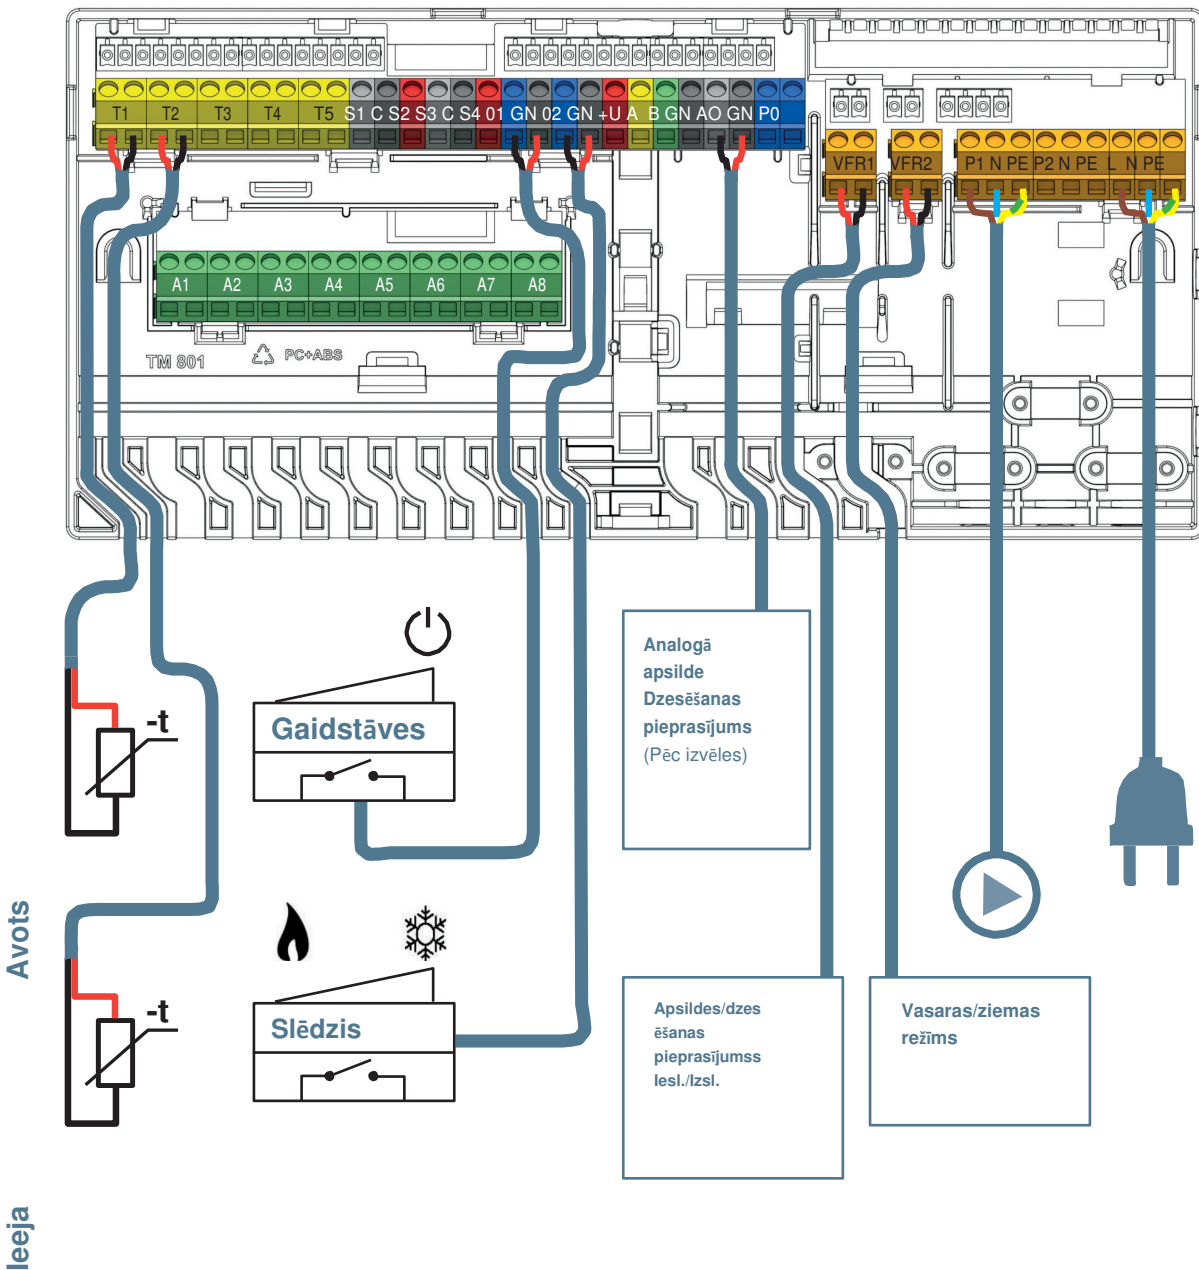 T1 T2 T3 T4 T5 S1 C S2 S3 C S4 01 GN 02 GN +U A B GN AO GN P0
VFR1 VFR2 P1 N PE P2 N PE L N PE
A1 A2 A3 A4 A5 A6 A7 A8
TM 801 PC+ABS
-t
Gaidstāves
Analogā
apsilde
Dzesēšanas
pieprasījums
(Pēc izvēles)
Avots
-t
Slēdzis
Apsildes/dzes
ēšanas
pieprasījumss
Iesl./Izsl.
Vasaras/ziemas
režīms
Ieeja